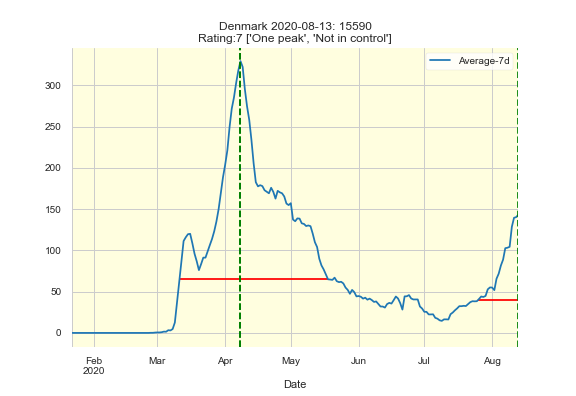 Denmark 2020-08-13: 15590
Rating:7 ['One peak', 'Not in control']
Average-7d
300
250
200
150
100
50
0
Feb
2020
Mar
Apr
May
Jun
Jul
Aug
Date